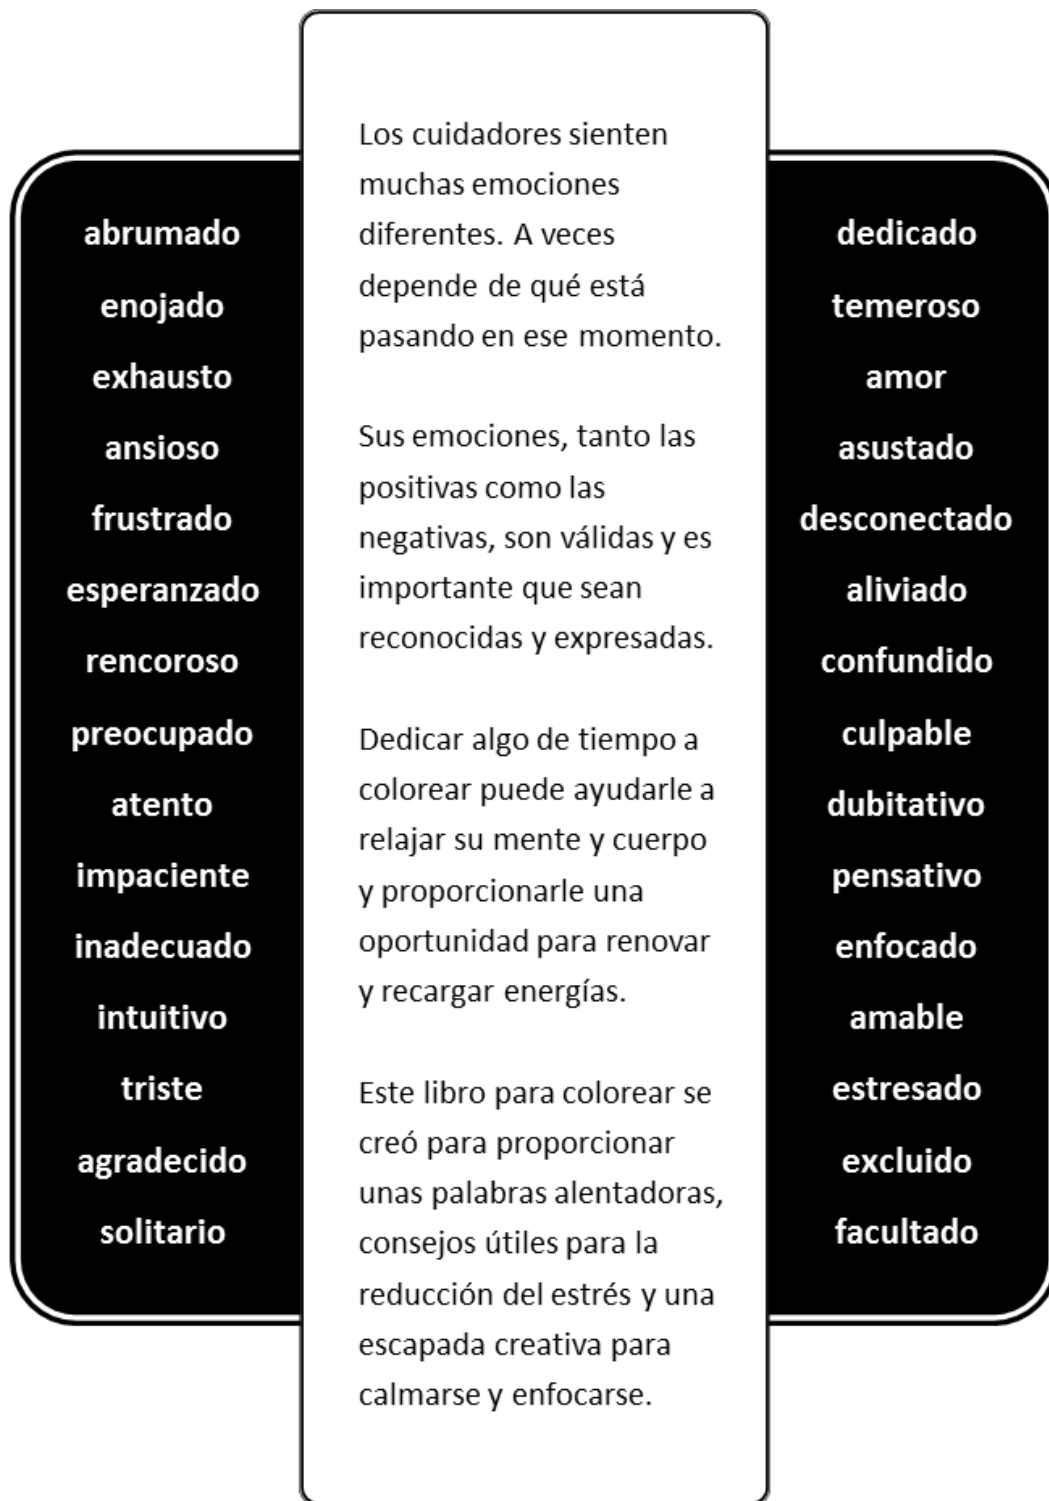 abrumado
enojado
exhausto
ansioso
frustrado
esperanzado
rencoroso
preocupado
atento
impaciente
inadecuado
intuitivo
triste
agradecido
solitario
Los cuidadores sienten
muchas emociones
diferentes. A veces
depende de qué está
pasando en ese momento.
Sus emociones, tanto las
positivas como las
negativas, son válidas y es
importante que sean
reconocidas y expresadas.
Dedicar algo de tiempo a
colorear puede ayudarle a
relajar su mente y cuerpo
y proporcionarle una
oportunidad para renovar
y recargar energías.
Este libro para colorear se
creó para proporcionar
unas palabras alentadoras,
consejos útiles para la
reducción del estrés y una
escapada creativa para
calmarse y enfocarse.
dedicado
temeroso
amor
asustado
desconectado
aliviado
confundido
culpable
dubitativo
pensativo
enfocado
amable
estresado
excluido
facultado